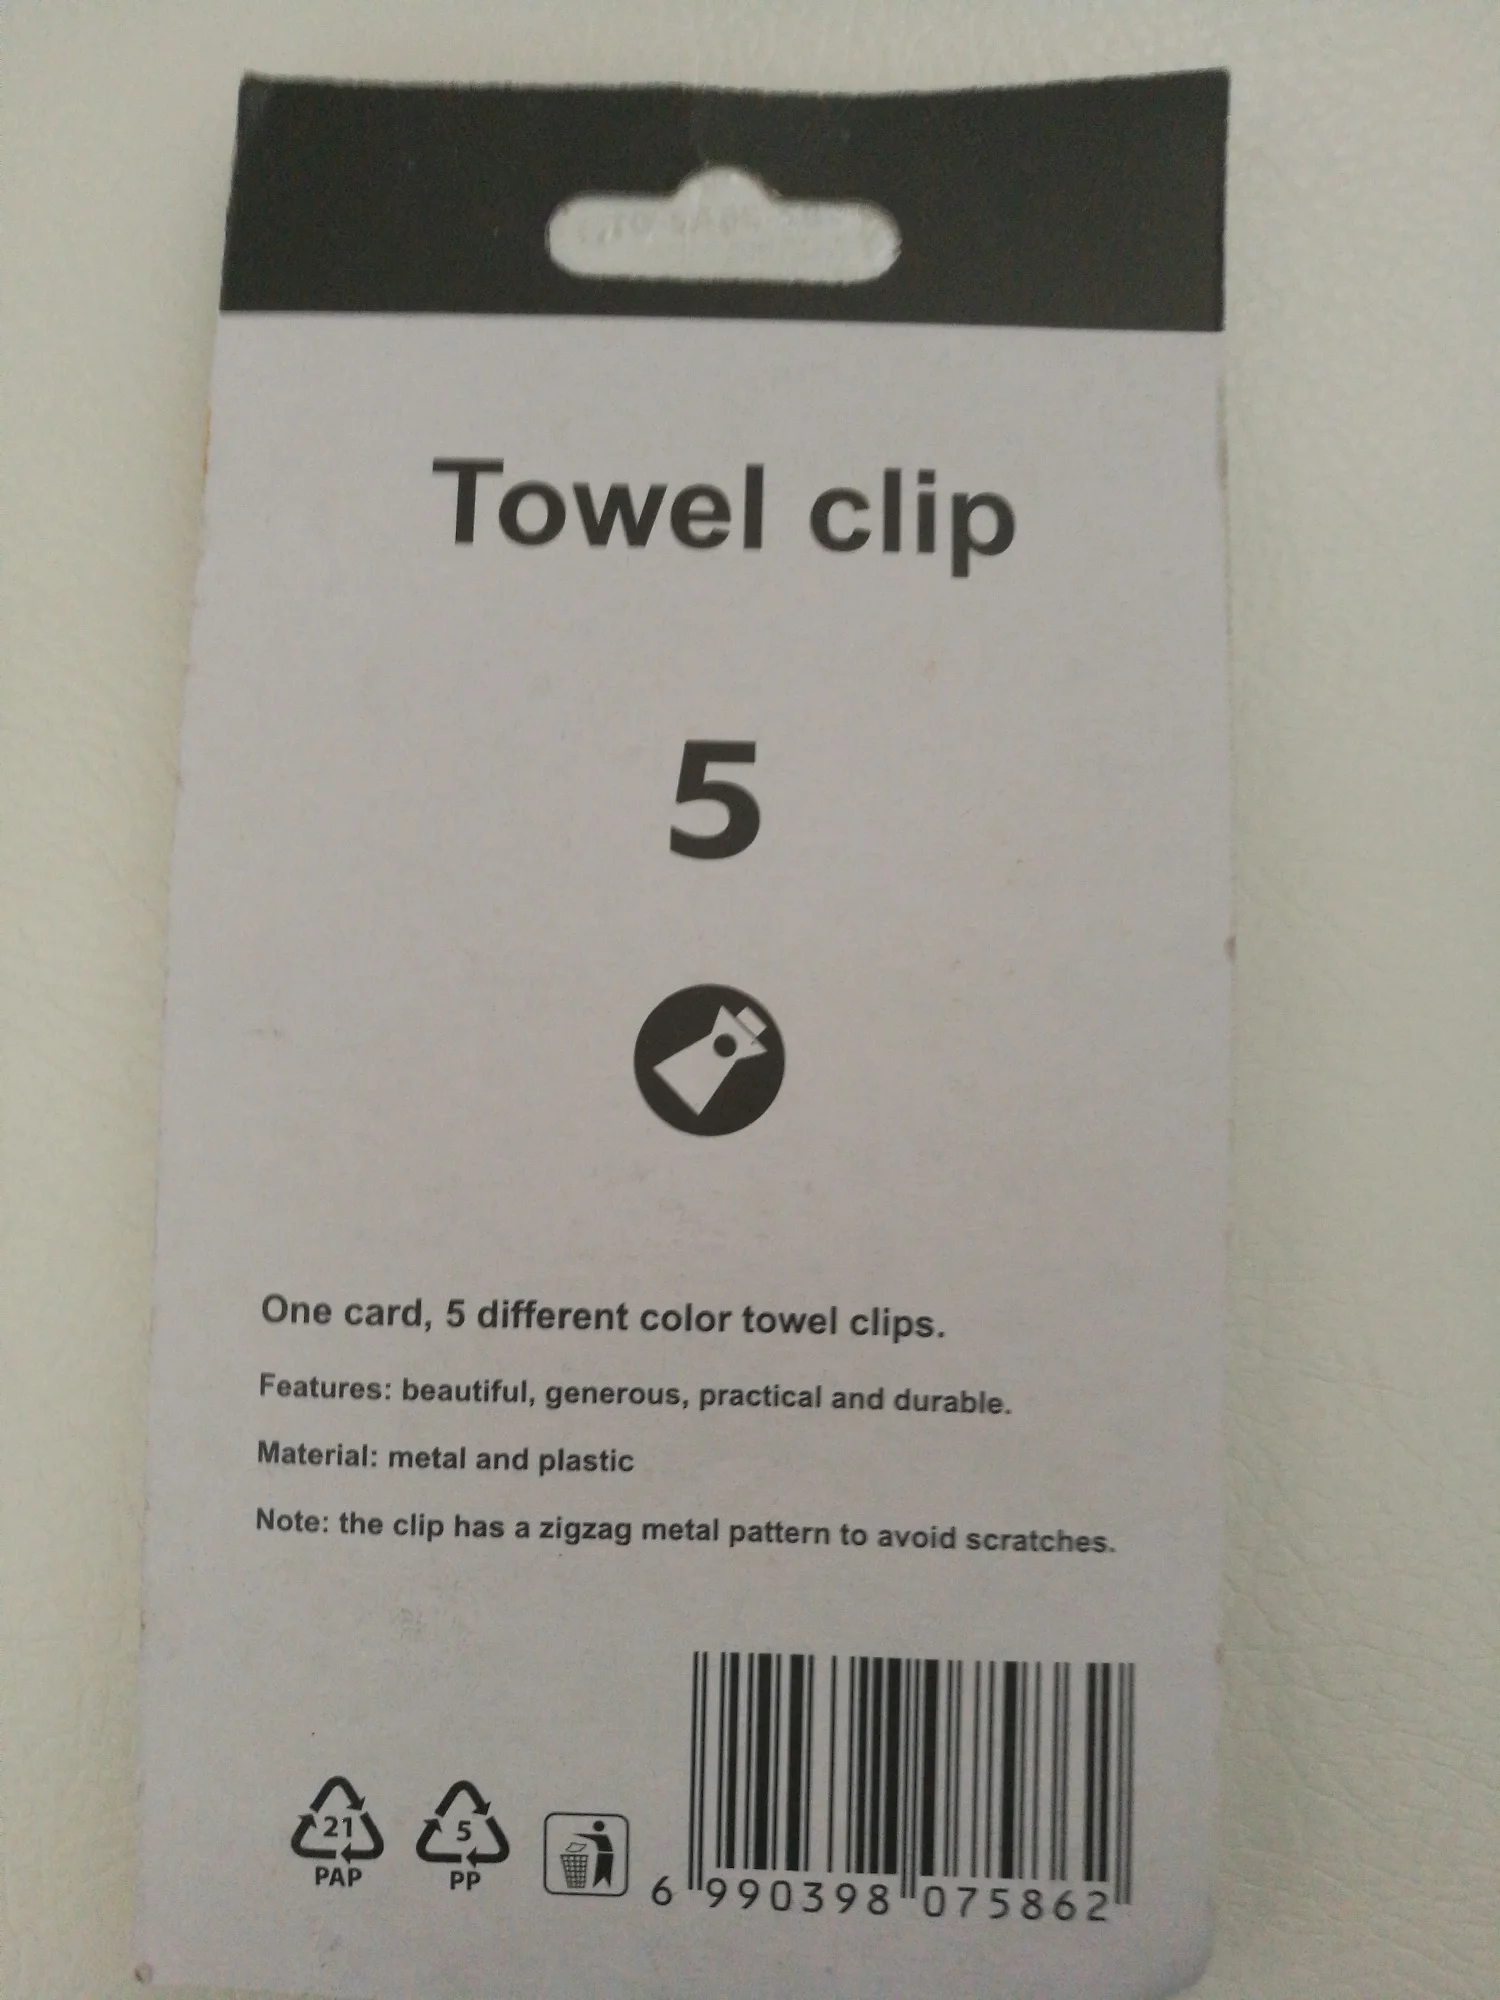 Towel clip
5
One card, 5 different color towel clips.
Features: beautiful, generous, practical and durable.
Material: metal and plastic
Note: the clip has a zigzag metal pattern to avoid scratches.
21
PAP
5
PP
6 990398 075862